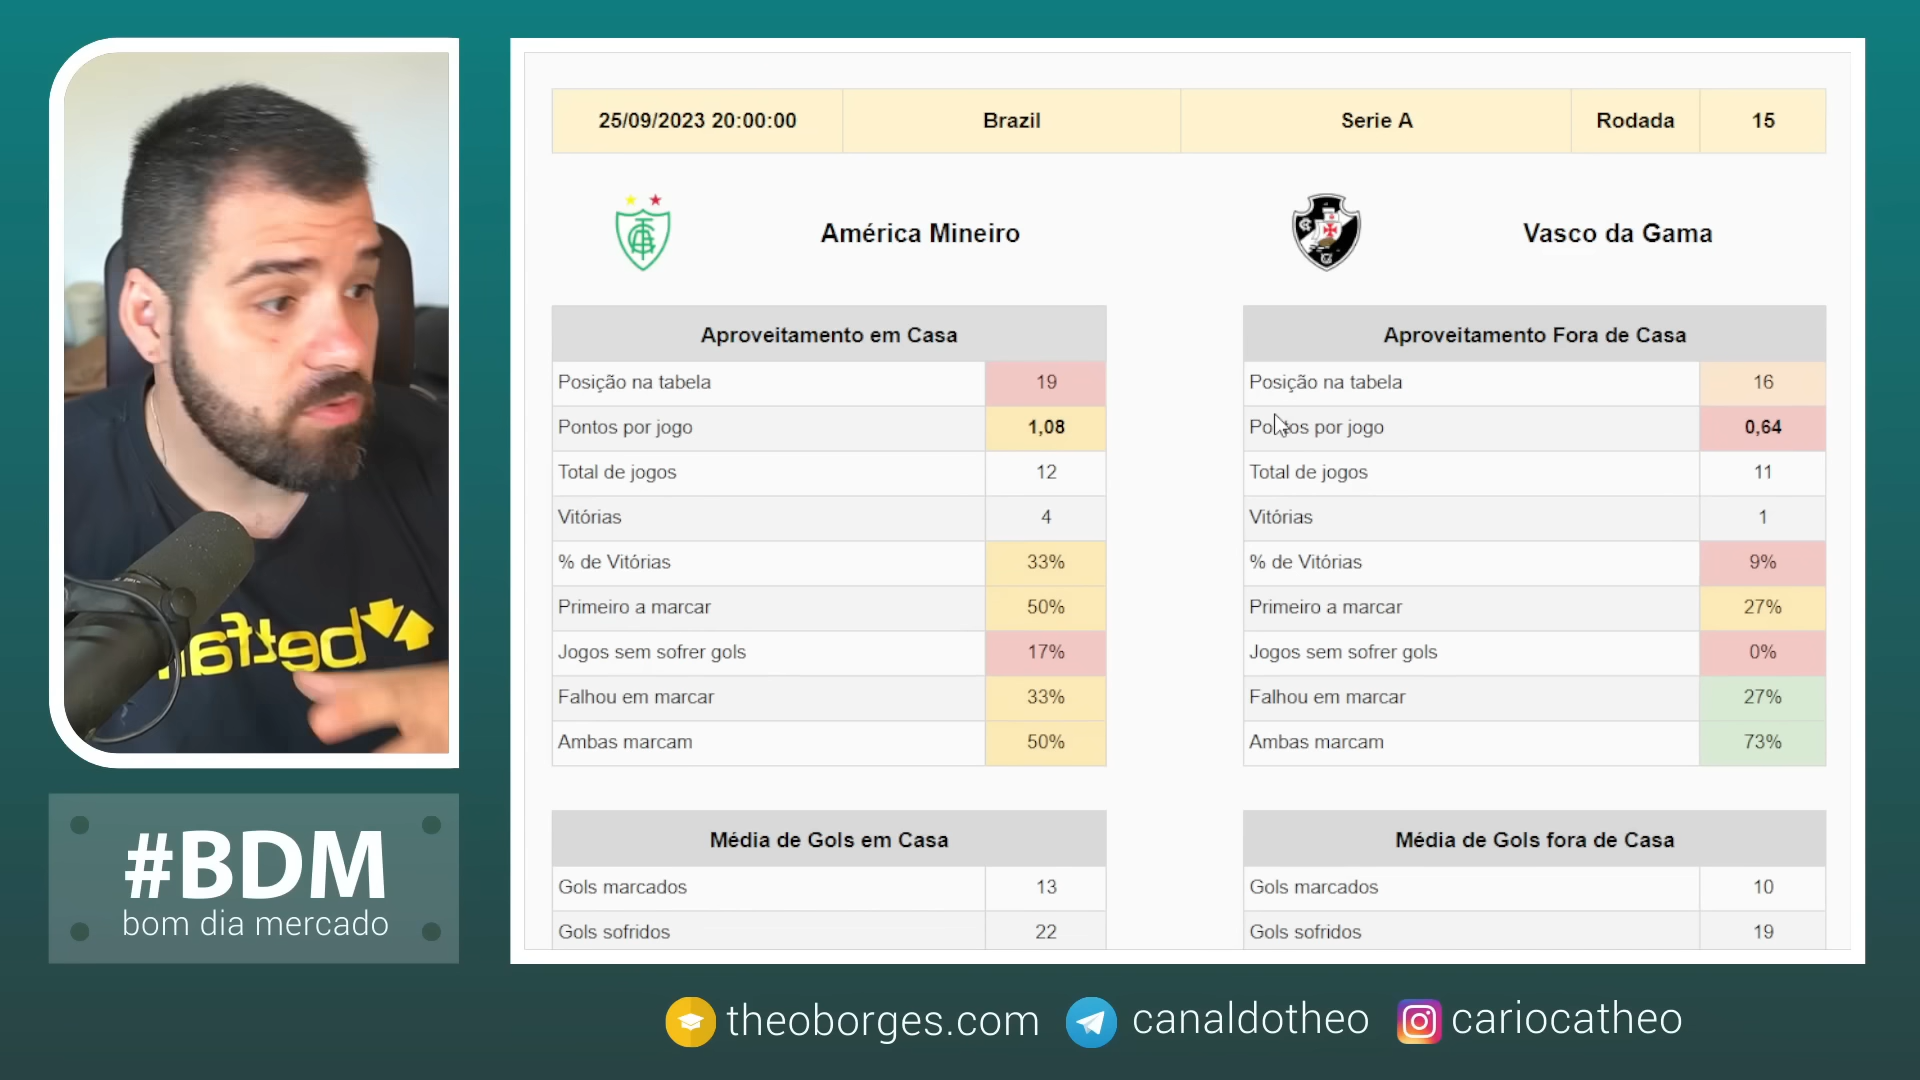 25/09/2023 20:00:00 Brazil Serie A Rodada 15
América Mineiro Vasco da Gama
Aproveitamento em Casa
Posição na tabela 19
Pontos por jogo 1,08
Total de jogos 12
Vitórias 4
% de Vitórias 33%
Primeiro a marcar 50%
Jogos sem sofrer gols 17%
Falhou em marcar 33%
Ambas marcam 50%
Aproveitamento Fora de Casa
Posição na tabela 16
Pontos por jogo 0,64
Total de jogos 11
Vitórias 1
% de Vitórias 9%
Primeiro a marcar 27%
Jogos sem sofrer gols 0%
Falhou em marcar 27%
Ambas marcam 73%
Média de Gols em Casa
Gols marcados 13
Gols sofridos 22
Média de Gols fora de Casa
Gols marcados 10
Gols sofridos 19
betfair
#BDM
bom dia mercado
theoborges.com canaldotheo cariocatheo